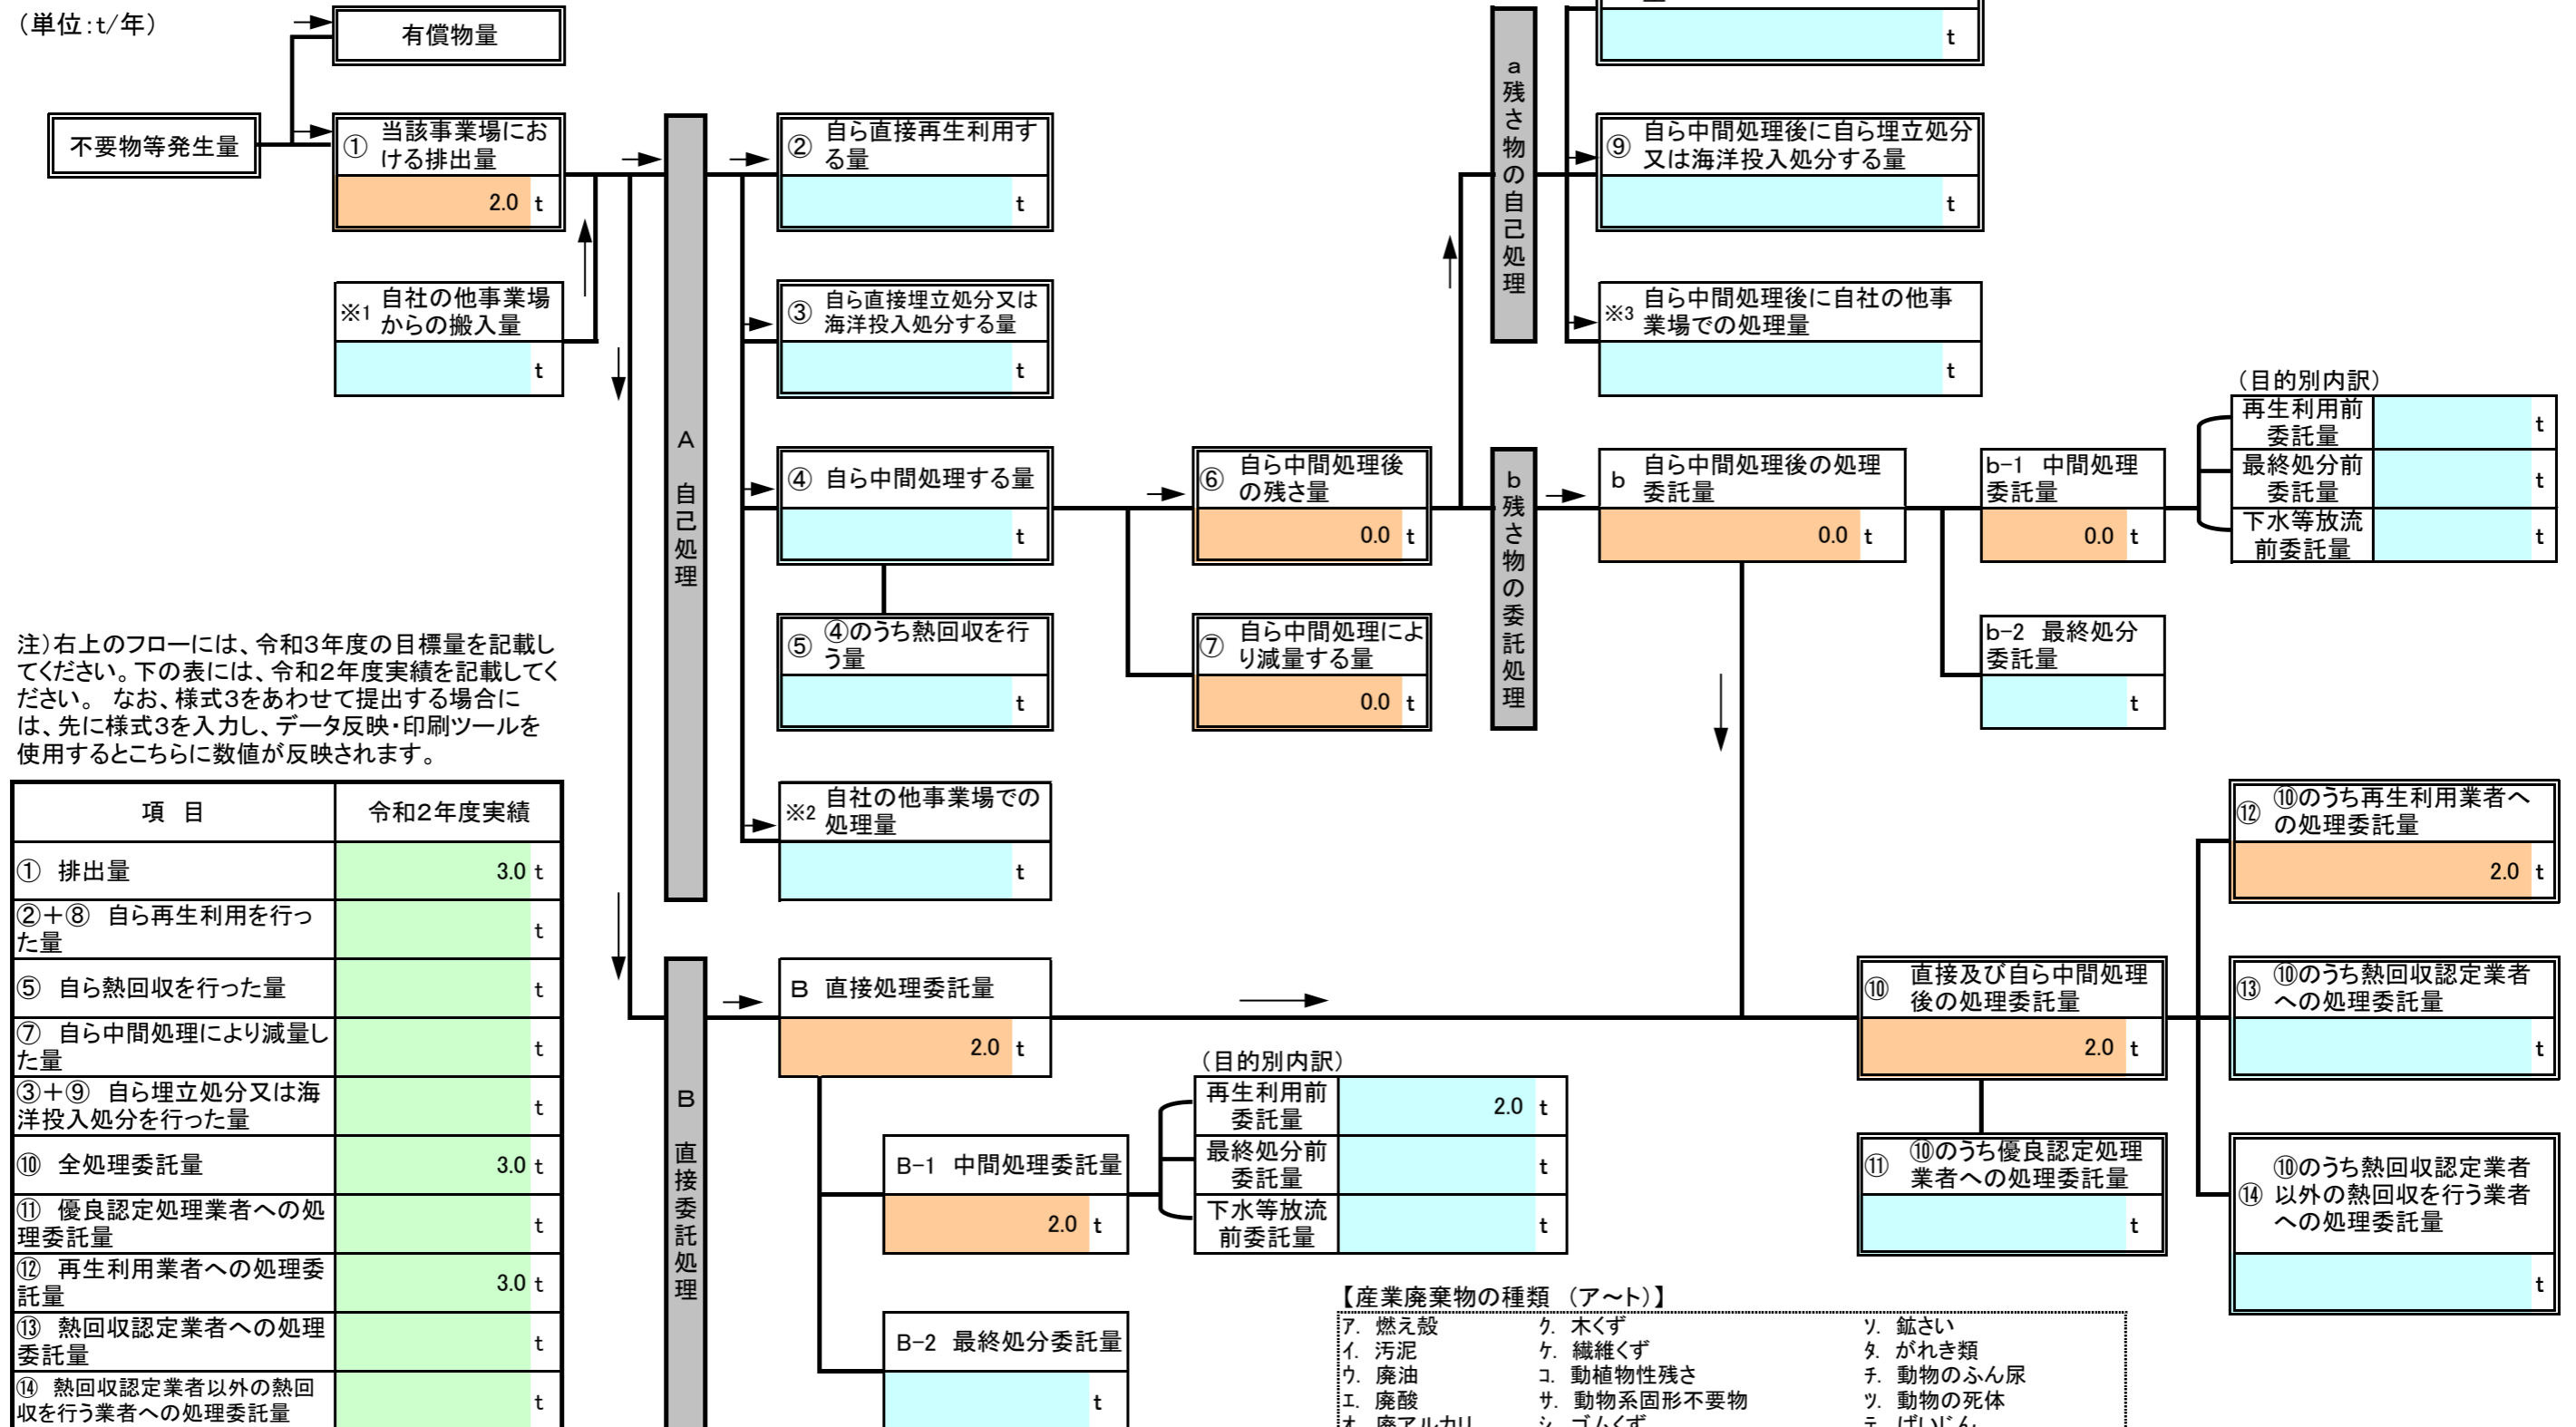 （単位：t/年）
有償物量
不要物等発生量
① 当該事業場にお
ける排出量
2.0 t
※1 自社の他事業場
からの搬入量
t
A 自己処理
② 自ら直接再生利用す
る量
t
③ 自ら直接埋立処分又は
海洋投入処分する量
t
④ 自ら中間処理する量
t
⑤ ④のうち熱回収を行
う量
t
※2 自社の他事業場での
処理量
t
⑥ 自ら中間処理後
の残さ量
0.0 t
⑦ 自ら中間処理によ
り減量する量
0.0 t
a 残さ物の自己処理
t
⑨ 自ら中間処理後に自ら埋立処分
又は海洋投入処分する量
t
※3 自ら中間処理後に自社の他事
業場での処理量
t
b 残さ物の委託処理
b 自ら中間処理後の処理
委託量
0.0 t
b-1 中間処理
委託量
0.0 t
b-2 最終処分
委託量
t
（目的別内訳）
再生利用前
委託量
t
最終処分前
委託量
t
下水等放流
前委託量
t
注）右上のフローには、令和3年度の目標量を記載し
てください。下の表には、令和2年度実績を記載してく
ださい。 なお、様式3をあわせて提出する場合に
は、先に様式3を入力し、データ反映・印刷ツールを
使用するとこちらに数値が反映されます。
項 目 令和2年度実績
① 排出量 3.0 t
②＋⑧ 自ら再生利用を行っ
た量
t
⑤ 自ら熱回収を行った量 t
⑦ 自ら中間処理により減量し
た量
t
③＋⑨ 自ら埋立処分又は海
洋投入処分を行った量
t
⑩ 全処理委託量 3.0 t
⑪ 優良認定処理業者への処
理委託量
t
⑫ 再生利用業者への処理委
託量
3.0 t
⑬ 熱回収認定業者への処理
委託量
t
⑭ 熱回収認定業者以外の熱回
収を行う業者への処理委託量
t
B 直接委託処理
B 直接処理委託量
2.0 t
B-1 中間処理委託量
2.0 t
B-2 最終処分委託量
t
（目的別内訳）
再生利用前
委託量
2.0 t
最終処分前
委託量
t
下水等放流
前委託量
t
⑩ 直接及び自ら中間処理
後の処理委託量
2.0 t
⑪ ⑩のうち優良認定処理
業者への処理委託量
t
⑫ ⑩のうち再生利用業者へ
の処理委託量
2.0 t
⑬ ⑩のうち熱回収認定業者
への処理委託量
t
⑭ ⑩のうち熱回収認定業者
以外の熱回収を行う業者
への処理委託量
t
【産業廃棄物の種類 （ア～ト）】
ｱ. 燃え殻 ｸ. 木くず ｿ. 鉱さい
ｲ. 汚泥 ｹ. 繊維くず ﾀ. がれき類
ｳ. 廃油 ｺ. 動植物性残さ ﾁ. 動物のふん尿
ｴ. 廃酸 ｻ. 動物系固形不要物 ﾂ. 動物の死体
ｵ. 廃アルカリ ｼ. ゴムくず ﾃ. ばいじん